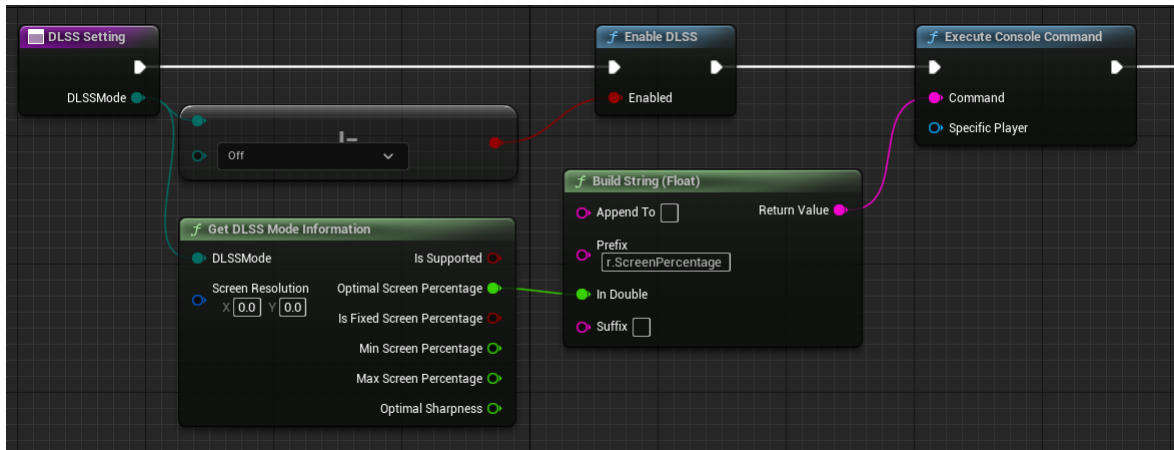 DLSS Setting
DLSSMode
!=
Off
Enable DLSS
Enabled
Execute Console Command
Command
Specific Player
Build String (Float)
Append To
Return Value
Prefix
r.ScreenPercentage
In Double
Suffix
Get DLSS Mode Information
DLSSMode
Is Supported
Screen Resolution
X 0.0 Y 0.0
Optimal Screen Percentage
Is Fixed Screen Percentage
Min Screen Percentage
Max Screen Percentage
Optimal Sharpness